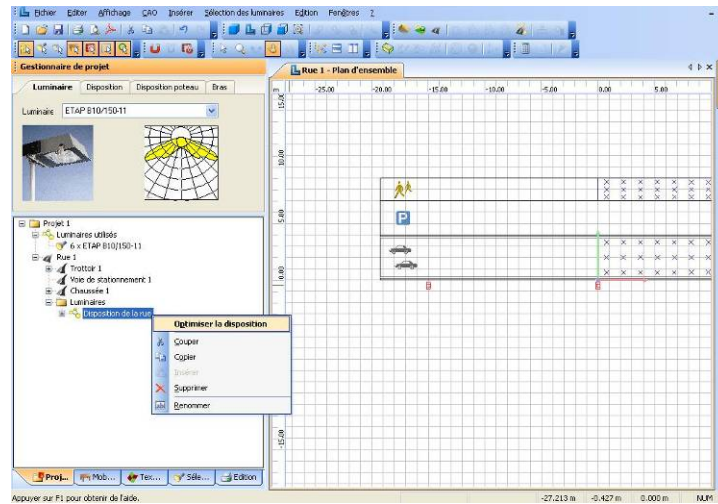 Fichier Editer Affichage CAO Insérer Sélection des luminaires Edition Fenêtres ?
Gestionnaire de projet
Luminaire Disposition Disposition poteau Bras
Luminaire ETAP B10/150-11
Projet 1
Luminaires utilisés
6 x ETAP B10/150-11
Rue 1
Trottoir 1
Voie de stationnement 1
Chaussée 1
Luminaires
Disposition de la rue
Optimiser la disposition
Couper
Copier
Insérer
Supprimer
Renommer
Proj... Mob... Tex... Séle... Edition
Rue 1 - Plan d'ensemble
m -25.00 -20.00 -15.00 -10.00 -5.00 0.00 5.00
15.00
10.00
P
5.00
0.00
-15.00
Appuyer sur F1 pour obtenir de l'aide.
-27.213 m -0.427 m 0.000 m NUM